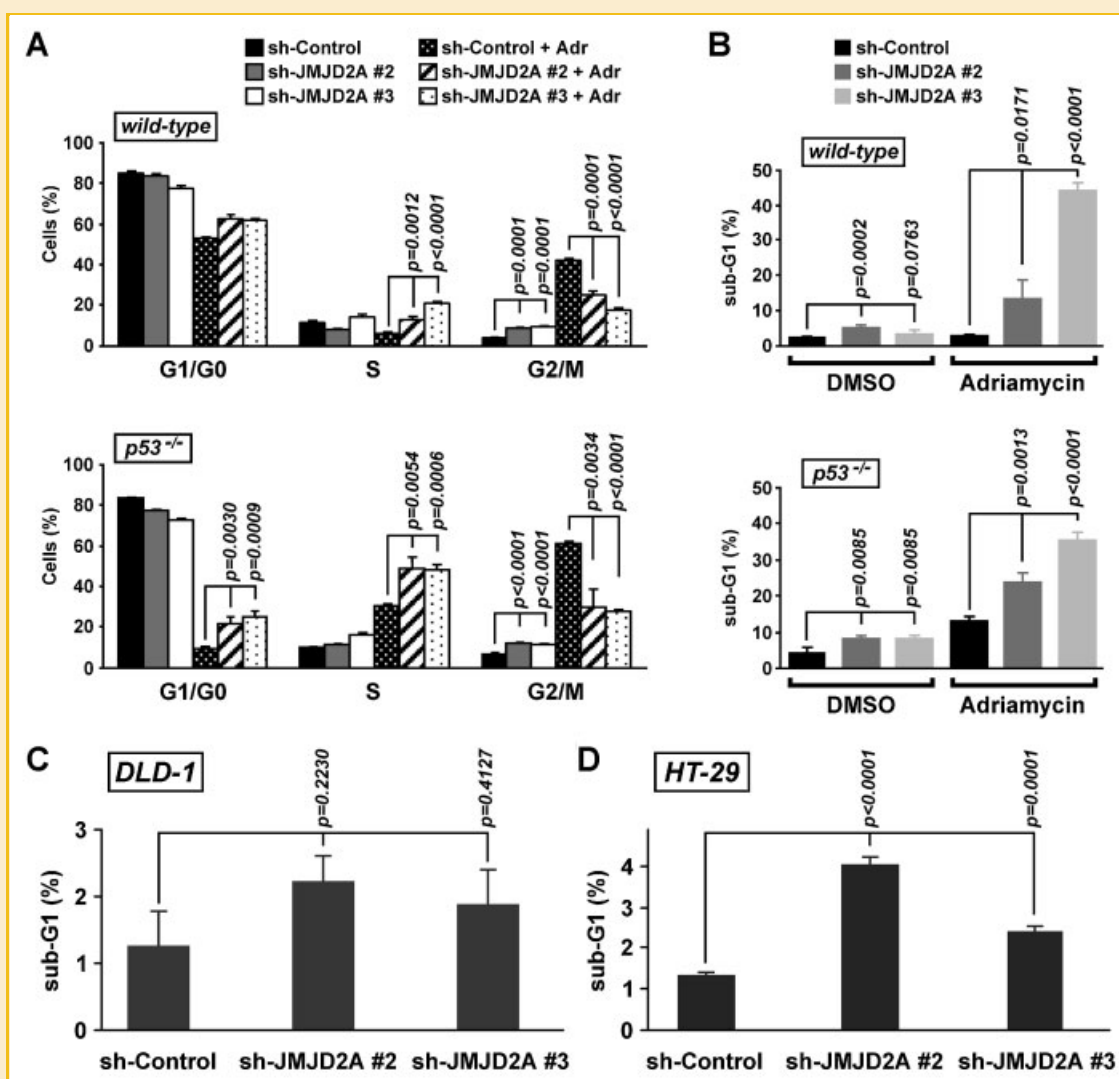 A
sh-Control
sh-JMJD2A #2
sh-JMJD2A #3
sh-Control + Adr
sh-JMJD2A #2 + Adr
sh-JMJD2A #3 + Adr
wild-type
Cells (%)
100
80
60
40
20
0
p=0.0012
p<0.0001
p=0.0001
p=0.0001
p=0.0001
p<0.0001
G1/G0 S G2/M
p53-/-
Cells (%)
100
80
60
40
20
0
p=0.0030
p=0.0009
p=0.0054
p=0.0006
p<0.0001
p<0.0001
p=0.0034
p<0.0001
G1/G0 S G2/M
B
sh-Control
sh-JMJD2A #2
sh-JMJD2A #3
wild-type
sub-G1 (%)
50
40
30
20
10
0
p=0.0002
p=0.0763
p=0.0171
p<0.0001
DMSO Adriamycin
p53-/-
sub-G1 (%)
50
40
30
20
10
0
p=0.0085
p=0.0085
p=0.0013
p<0.0001
DMSO Adriamycin
C
DLD-1
sub-G1 (%)
3
2
1
0
p=0.2230
p=0.4127
sh-Control sh-JMJD2A #2 sh-JMJD2A #3
D
HT-29
sub-G1 (%)
4
3
2
1
0
p<0.0001
p=0.0001
sh-Control sh-JMJD2A #2 sh-JMJD2A #3